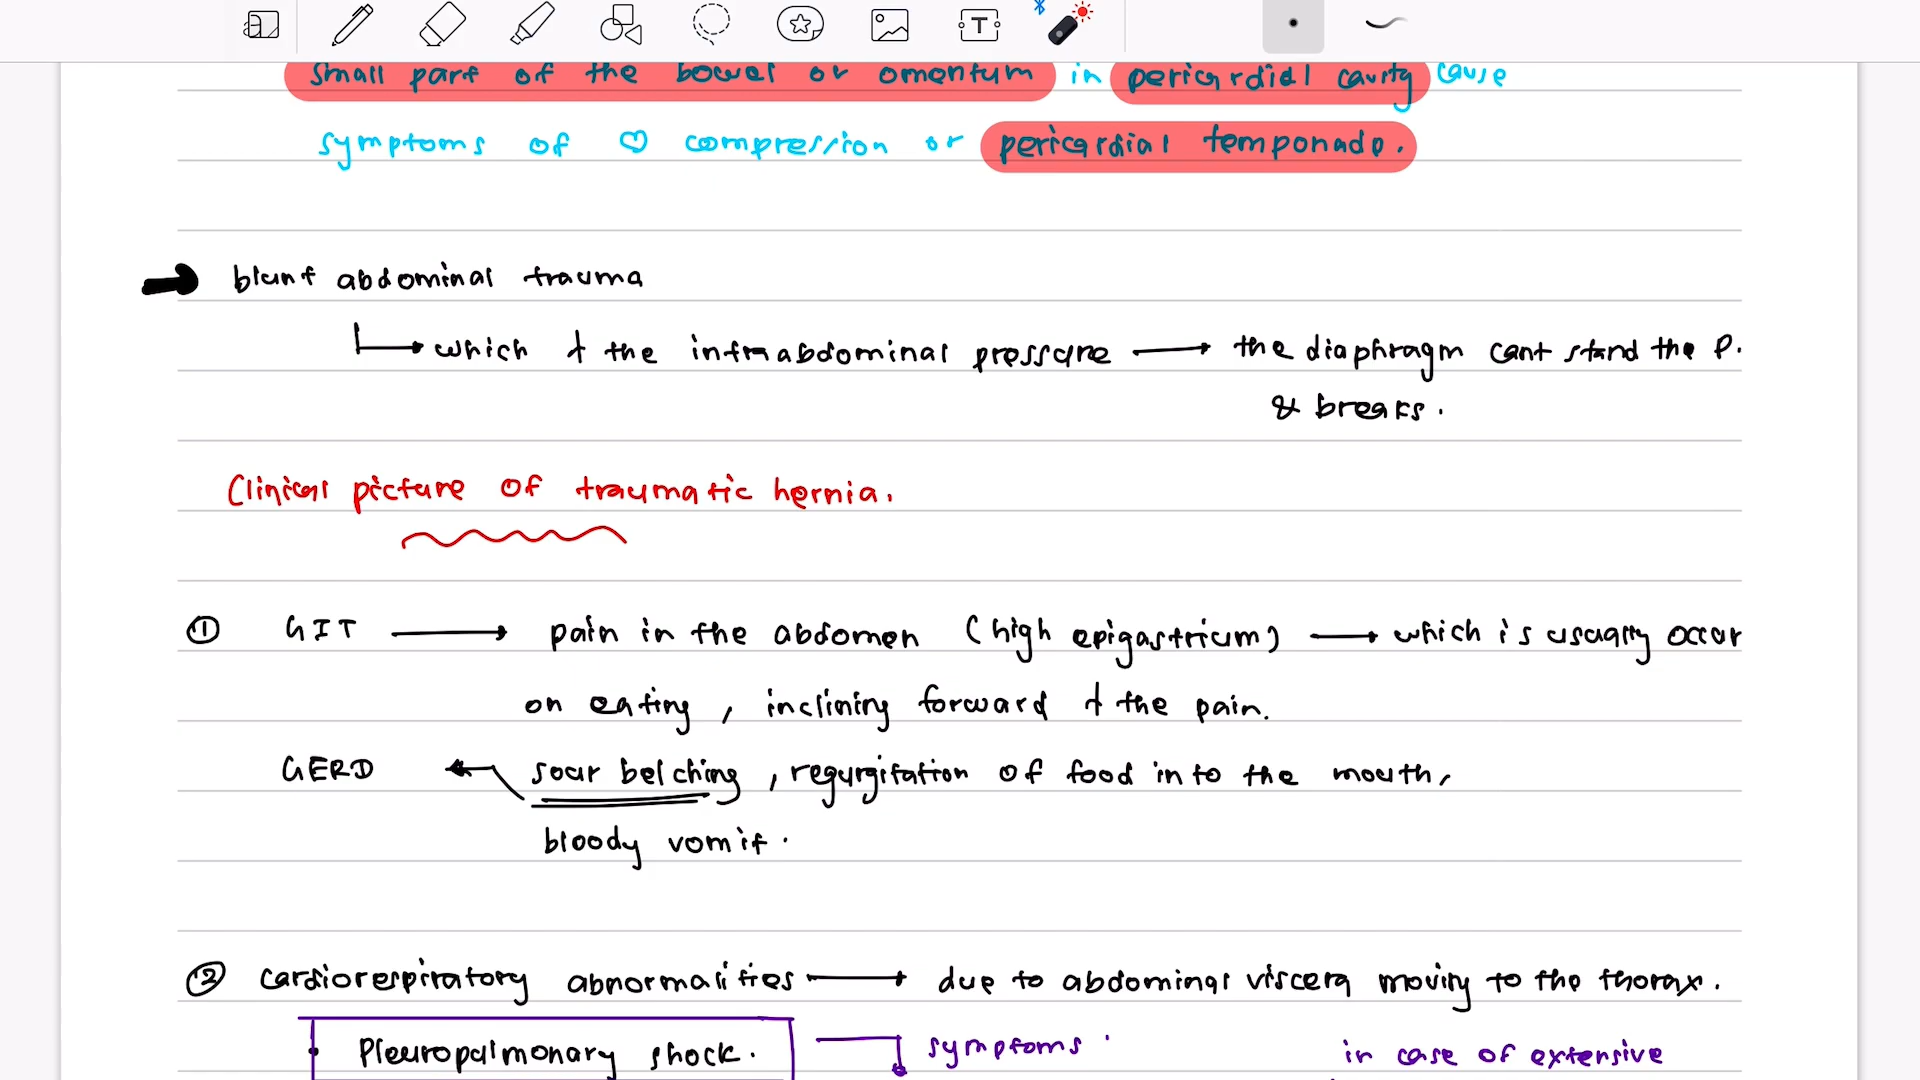 small part of the bowel or omentum in pericardial cavity cause
symptoms of ♡ compression or pericardial temponade.
blunt abdominal trauma
which ↑ the intraabdominal pressure → the diaphragm cant stand the P.
& breaks.
Clinical picture of traumatic hernia.
① GIT → pain in the abdomen (high epigastrium) → which is usually occur
on eating, inclining forward ↑ the pain.
GERD ← sour belching, regurgitation of food into the mouth,
bloody vomit.
② cardiorespiratory abnormalities → due to abdominal viscera moving to the thorax.
• Pleuropulmonary shock. symptoms. in case of extensive